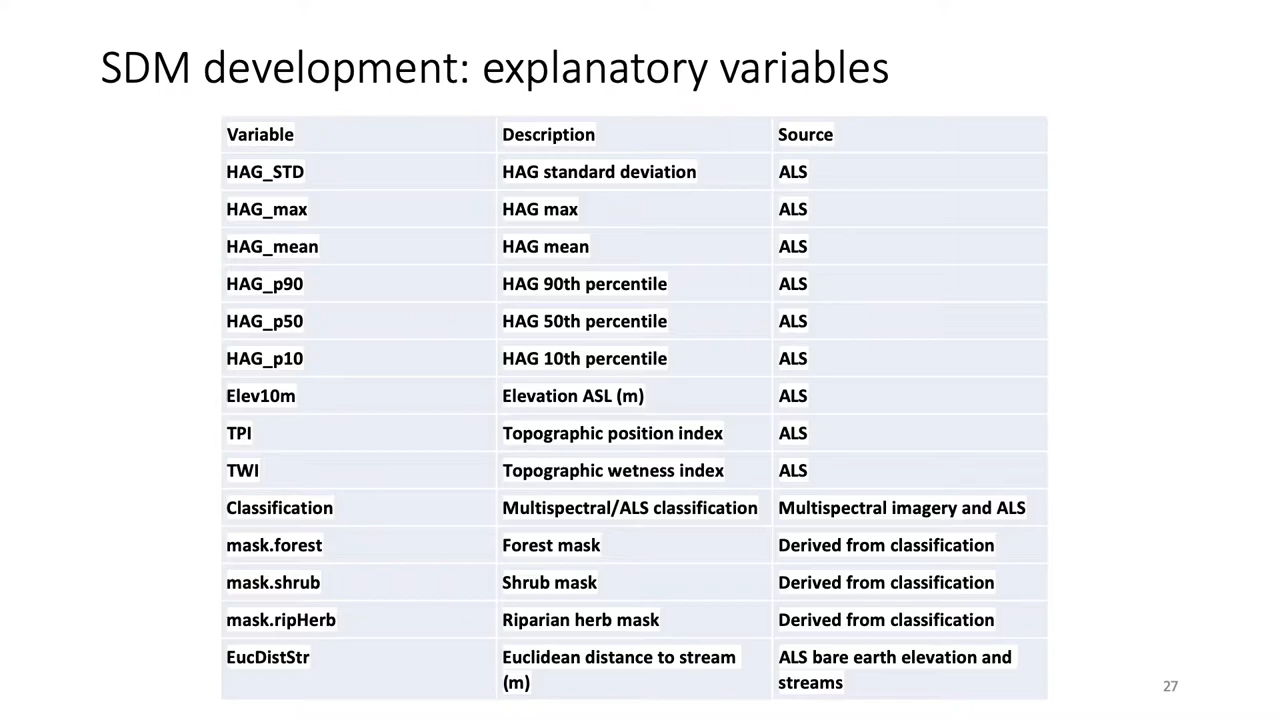 SDM development: explanatory variables
Variable Description Source
HAG_STD HAG standard deviation ALS
HAG_max HAG max ALS
HAG_mean HAG mean ALS
HAG_p90 HAG 90th percentile ALS
HAG_p50 HAG 50th percentile ALS
HAG_p10 HAG 10th percentile ALS
Elev10m Elevation ASL (m) ALS
TPI Topographic position index ALS
TWI Topographic wetness index ALS
Classification Multispectral/ALS classification Multispectral imagery and ALS
mask.forest Forest mask Derived from classification
mask.shrub Shrub mask Derived from classification
mask.ripHerb Riparian herb mask Derived from classification
EucDistStr Euclidean distance to stream ALS bare earth elevation and
(m) streams
27